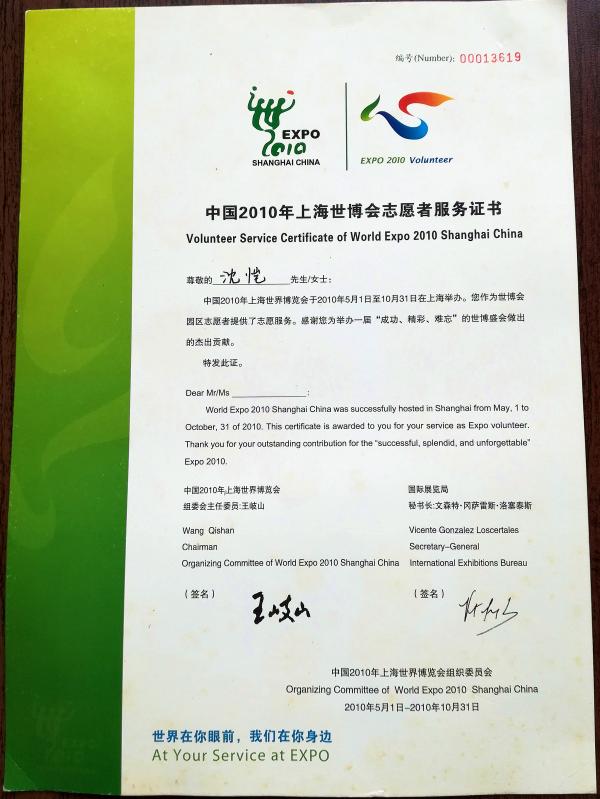 编号(Number): 00013619
EXPO
2010
SHANGHAI CHINA
EXPO 2010 Volunteer
中国2010年上海世博会志愿者服务证书
Volunteer Service Certificate of World Expo 2010 Shanghai China
尊敬的 沈恺 先生/女士：
中国2010年上海世界博览会于2010年5月1日至10月31日在上海举办。您作为世博会
园区志愿者提供了志愿服务。感谢您为举办一届“成功、精彩、难忘”的世博盛会做出
的杰出贡献。
特发此证。
Dear Mr/Ms ____________ :
World Expo 2010 Shanghai China was successfully hosted in Shanghai from May, 1 to
October, 31 of 2010. This certificate is awarded to you for your service as Expo volunteer.
Thank you for your outstanding contribution for the “successful, splendid, and unforgettable”
Expo 2010.
中国2010年上海世界博览会
组委会主任委员:王岐山
Wang Qishan
Chairman
Organizing Committee of World Expo 2010 Shanghai China
（签名）
王岐山
国际展览局
秘书长:文森特·冈萨雷斯·洛塞泰斯
Vicente Gonzalez Loscertales
Secretary-General
International Exhibitions Bureau
（签名）
中国2010年上海世界博览会组织委员会
Organizing Committee of World Expo 2010 Shanghai China
2010年5月1日-2010年10月31日
世界在你眼前，我们在你身边
At Your Service at EXPO